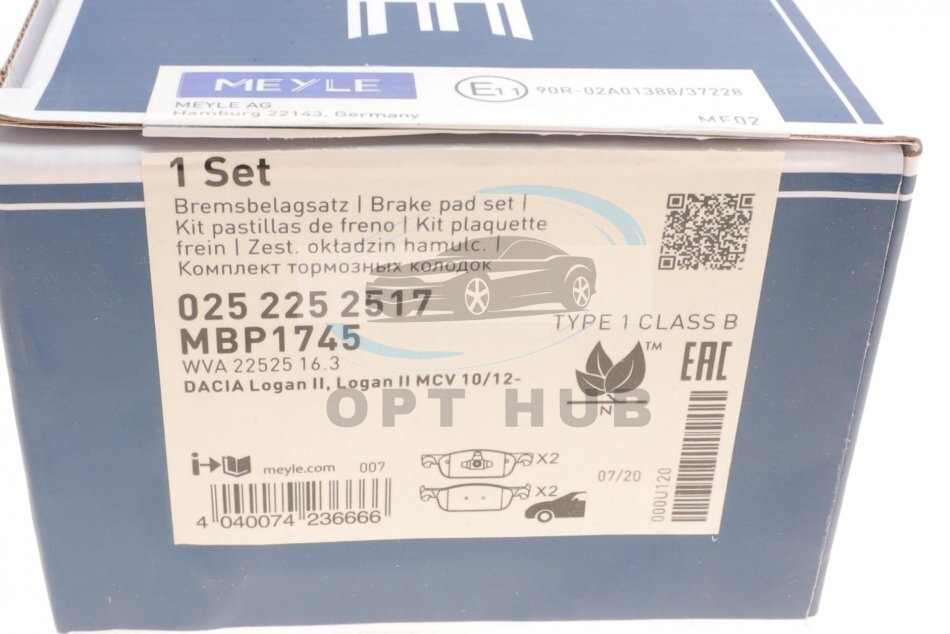 MEYLE
MEYLE AG
Hamburg 22143, Germany
E11
90R-02A01388/37228
MF02
1 Set
Bremsbelagsatz | Brake pad set |
Kit pastillas de freno | Kit plaquette
frein | Zest. okładzin hamulc. |
Комплект тормозных колодок
025 225 2517
MBP1745
WVA 22525 16.3
DACIA Logan II, Logan II MCV 10/12-
TYPE 1 CLASS B
TM
N
EAC
OPT HUB
i
meyle.com 007
X2
X2
07/20
000U120
4 040074 236666